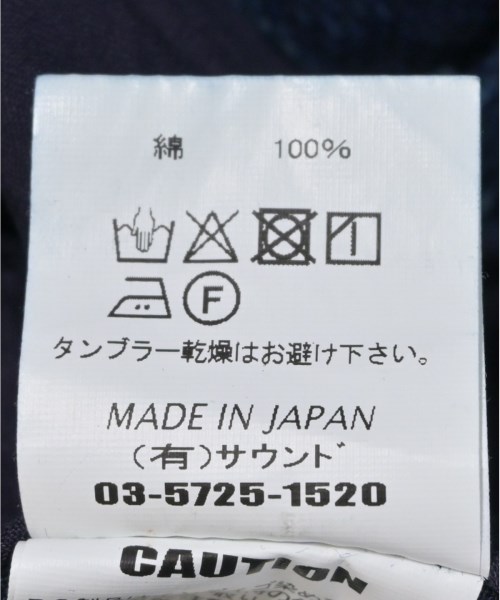 綿 100%
F
タンブラー乾燥はお避け下さい。
MADE IN JAPAN
(有)サウンド
03-5725-1520
CAUTION